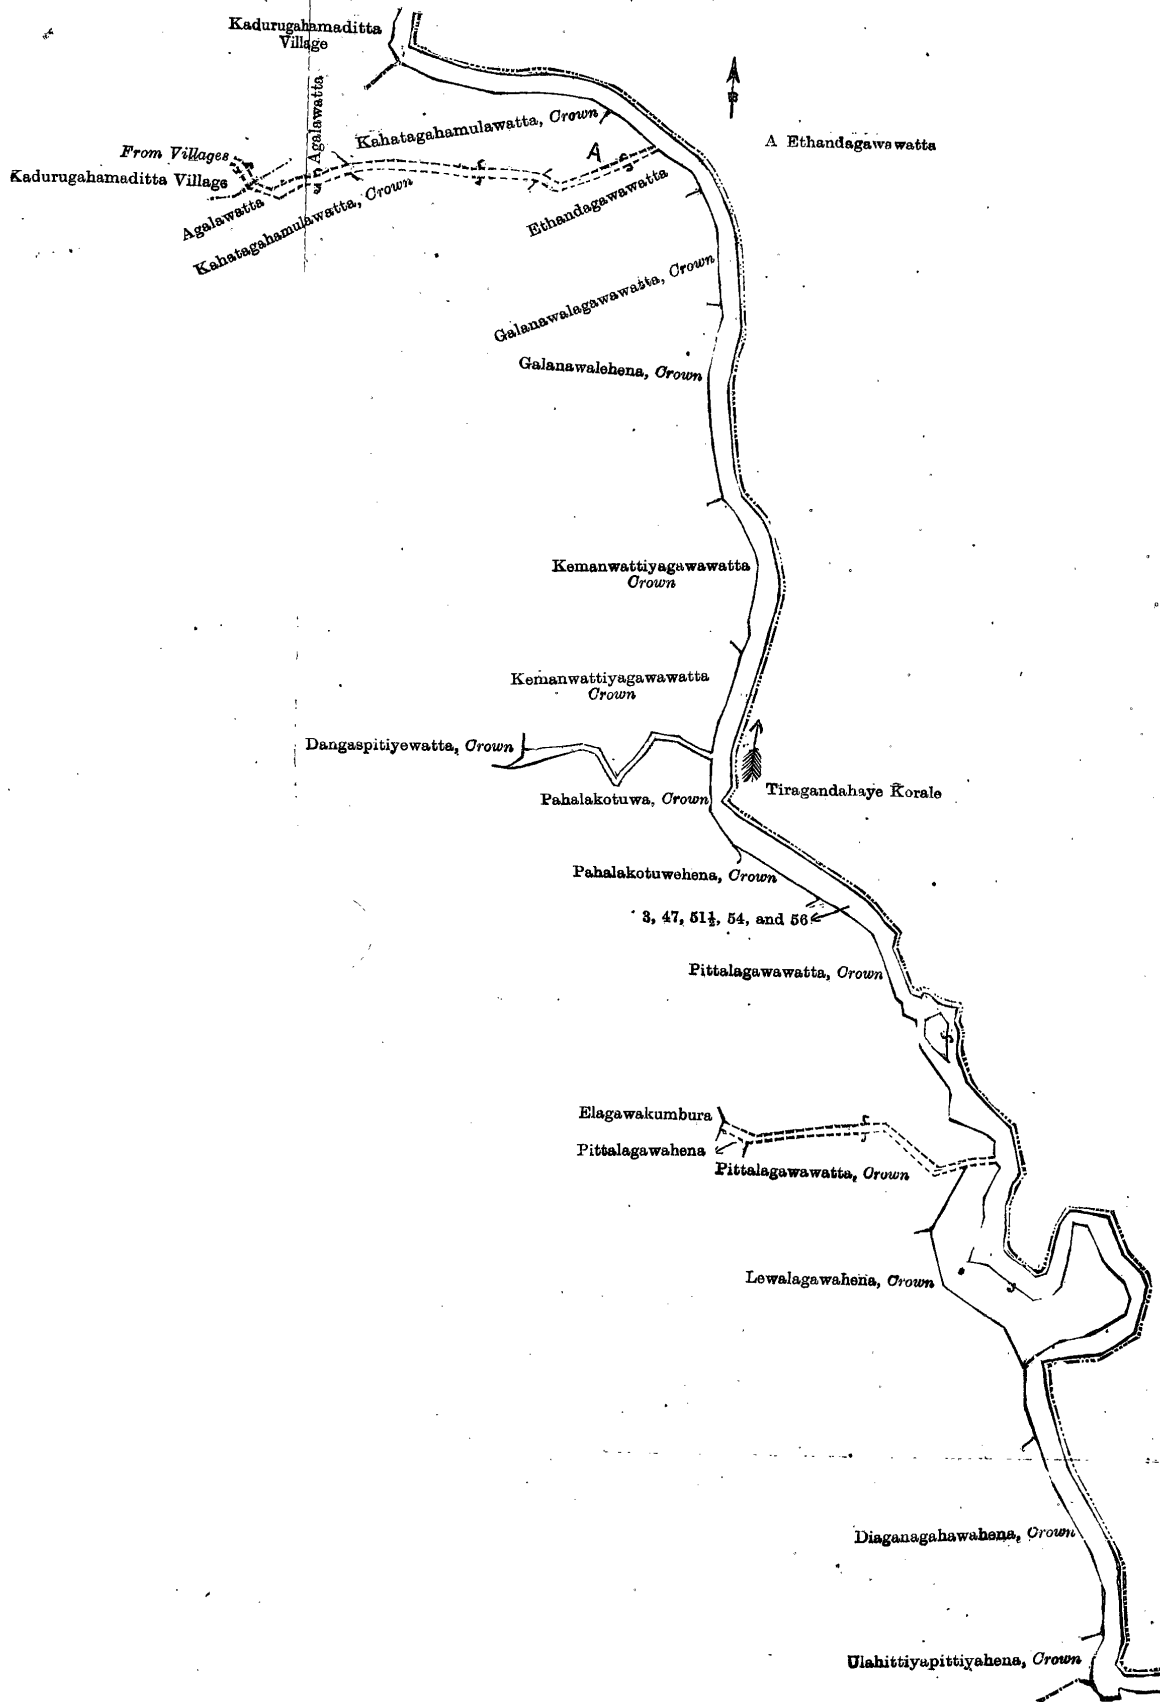 Kadurugahamaditta
Village
Agalawatta
Kahatagahamulawatta, Crown
A Ethandagawawatta
From Villages
A
Kadurugahamaditta Village
Agalawatta
Kahatagahamulawatta, Crown
Ethandagawawatta
Galanawalagawawatta, Crown
Galanawalehena, Crown
Kemanwattiyagawawatta
Crown
Kemanwattiyagawawatta
Crown
Dangaspitiyewatta, Crown
Tiragandahaye Korale
Pahalakotuwa, Crown
Pahalakotuwehena, Crown
3, 47, 51½, 54, and 56
Pittalagawawatta, Crown
Elagawakumbura
Pittalagawahena
Pittalagawawatta, Crown
Lewalagawahena, Crown
Diaganagahawahena, Crown
Ulahittiyapittiyahena, Crown